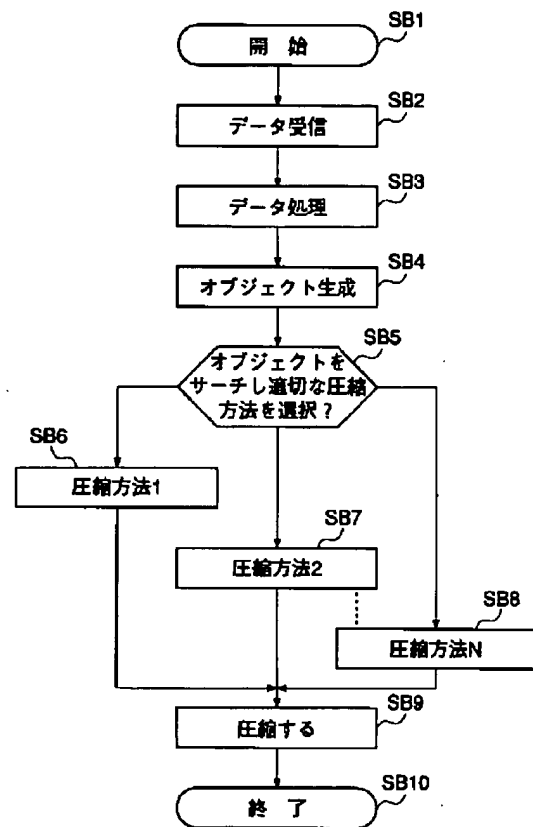 SB1
開 始
SB2
データ受信
SB3
データ処理
SB4
オブジェクト生成
SB5
オブジェクトを
サーチし適切な圧縮
方法を選択？
SB6
圧縮方法1
SB7
圧縮方法2
SB8
圧縮方法N
SB9
圧縮する
SB10
終 了